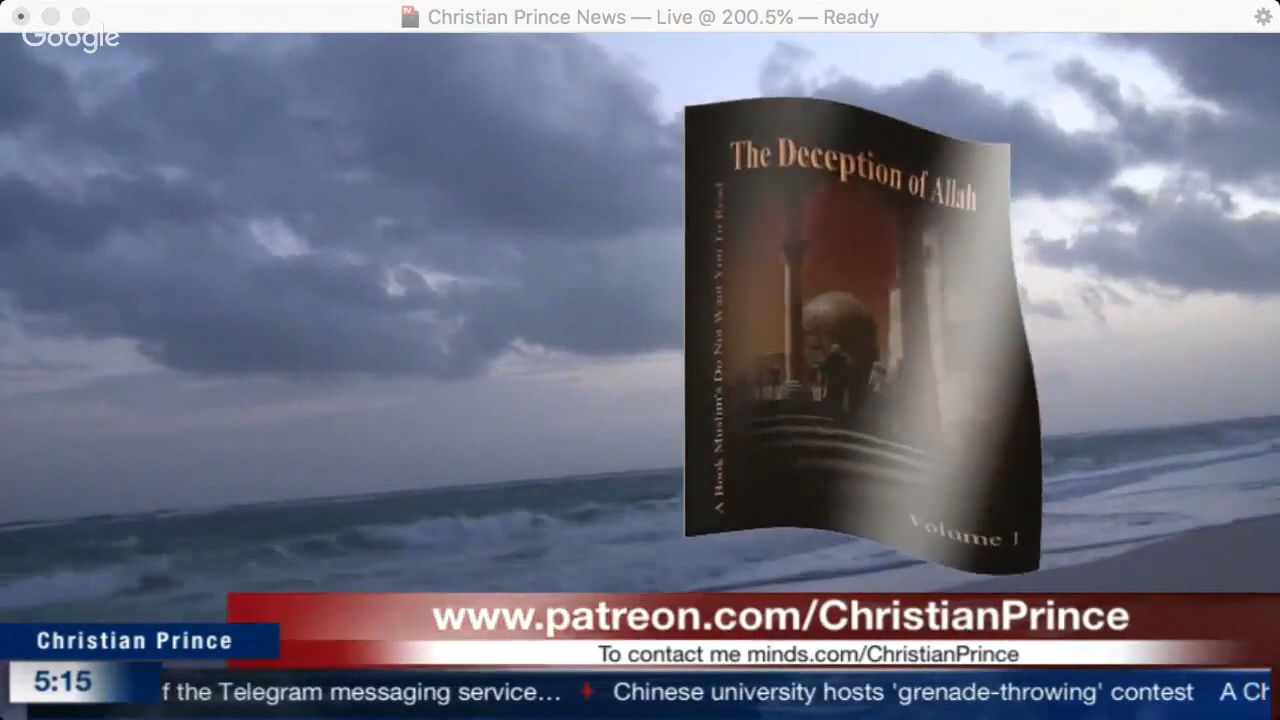 Christian Prince News — Live @ 200.5% — Ready
Google
The Deception of Allah
A Book Muslim's Do Not Want You To Read
Volume 1
www.patreon.com/ChristianPrince
To contact me minds.com/ChristianPrince
Christian Prince
5:15
f the Telegram messaging service... Chinese university hosts 'grenade-throwing' contest A Ch